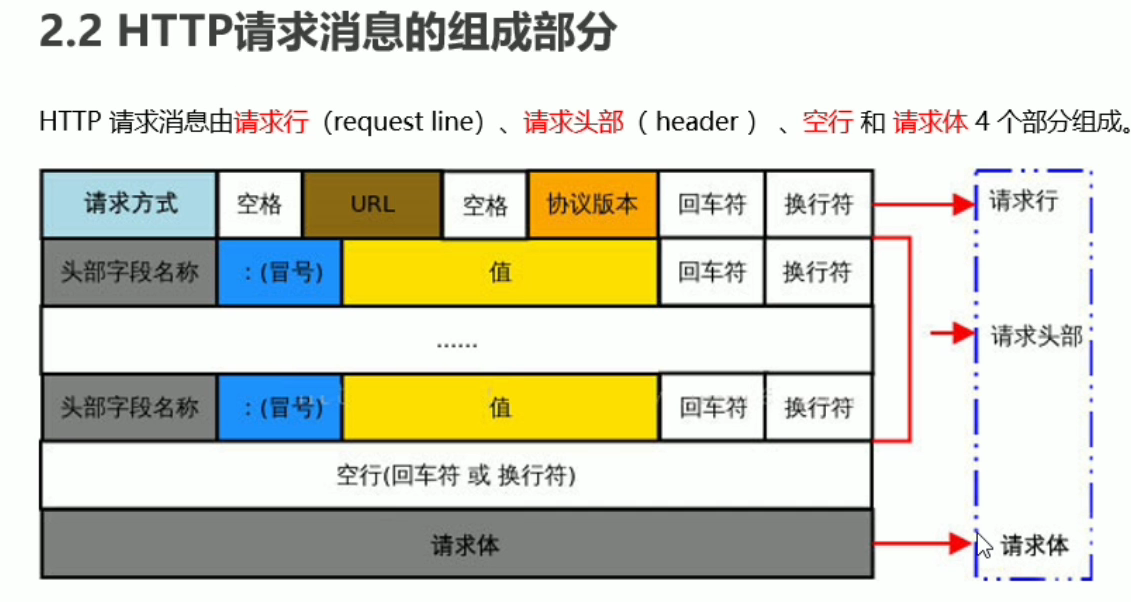 2.2 HTTP请求消息的组成部分
HTTP 请求消息由请求行（request line）、请求头部（ header ） 、空行 和 请求体 4 个部分组成。
请求方式 空格 URL 空格 协议版本 回车符 换行符 请求行
头部字段名称 ：(冒号) 值 回车符 换行符
...... 请求头部
头部字段名称 ：(冒号) 值 回车符 换行符
空行(回车符 或 换行符)
请求体 请求体